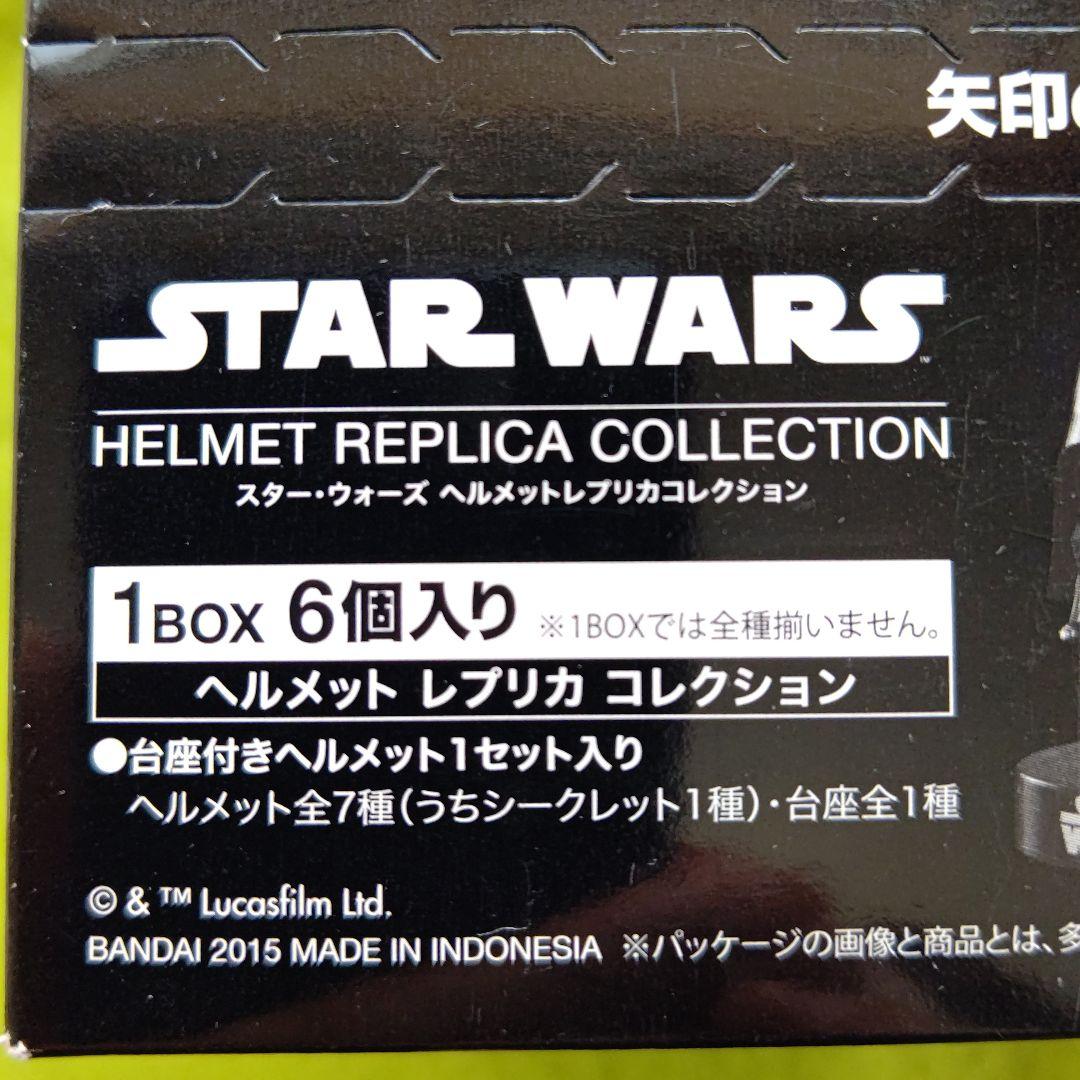 矢印
STAR WARS
HELMET REPLICA COLLECTION
スター・ウォーズ ヘルメットレプリカコレクション
1BOX 6個入り ※1BOXでは全種揃いません。
ヘルメット レプリカ コレクション
●台座付きヘルメット1セット入り
ヘルメット全7種(うちシークレット1種)・台座全1種
© & ™ Lucasfilm Ltd.
BANDAI 2015 MADE IN INDONESIA ※パッケージの画像と商品とは、多